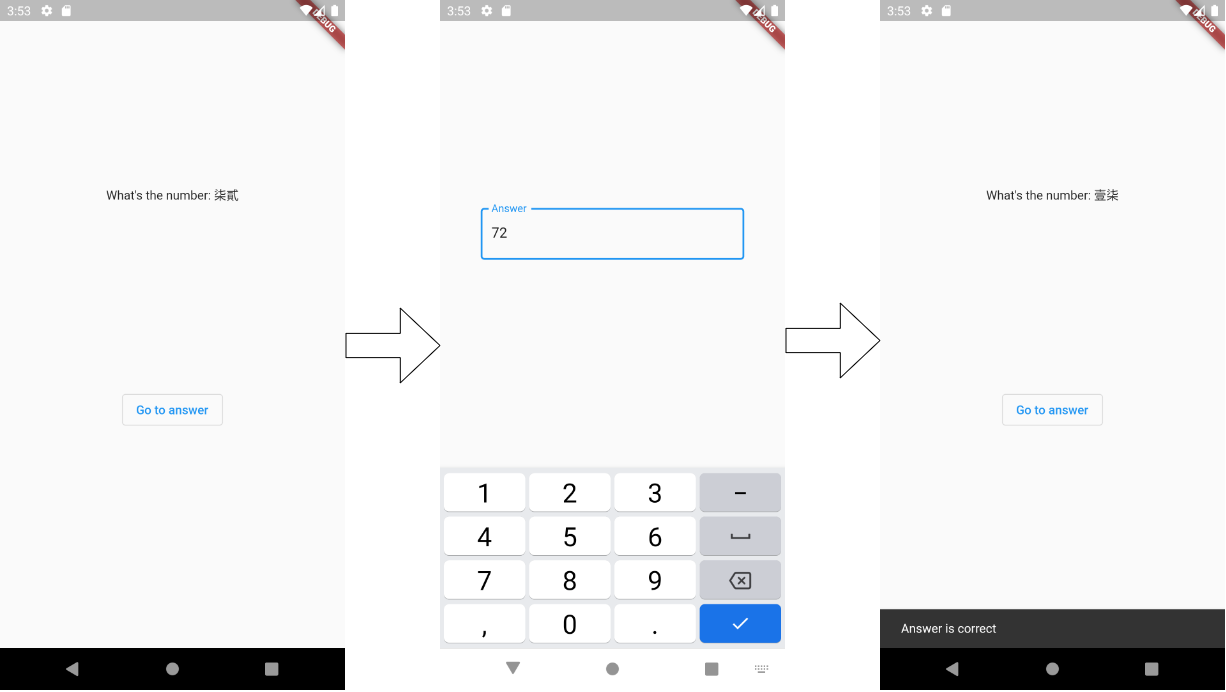 3:53
DEBUG
What's the number: 柒貳
Go to answer
3:53
DEBUG
Answer
72
1 2 3 –
4 5 6
7 8 9
, 0 .
3:53
DEBUG
What's the number: 壹柒
Go to answer
Answer is correct